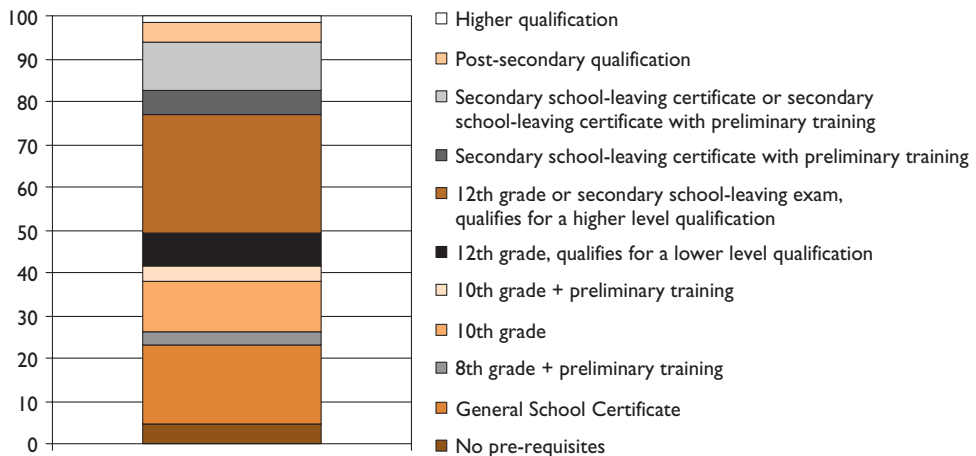 100
90
80
70
60
50
40
30
20
10
0
Higher qualification
Post-secondary qualification
Secondary school-leaving certificate or secondary
school-leaving certificate with preliminary training
Secondary school-leaving certificate with preliminary training
12th grade or secondary school-leaving exam,
qualifies for a higher level qualification
12th grade, qualifies for a lower level qualification
10th grade + preliminary training
10th grade
8th grade + preliminary training
General School Certificate
No pre-requisites